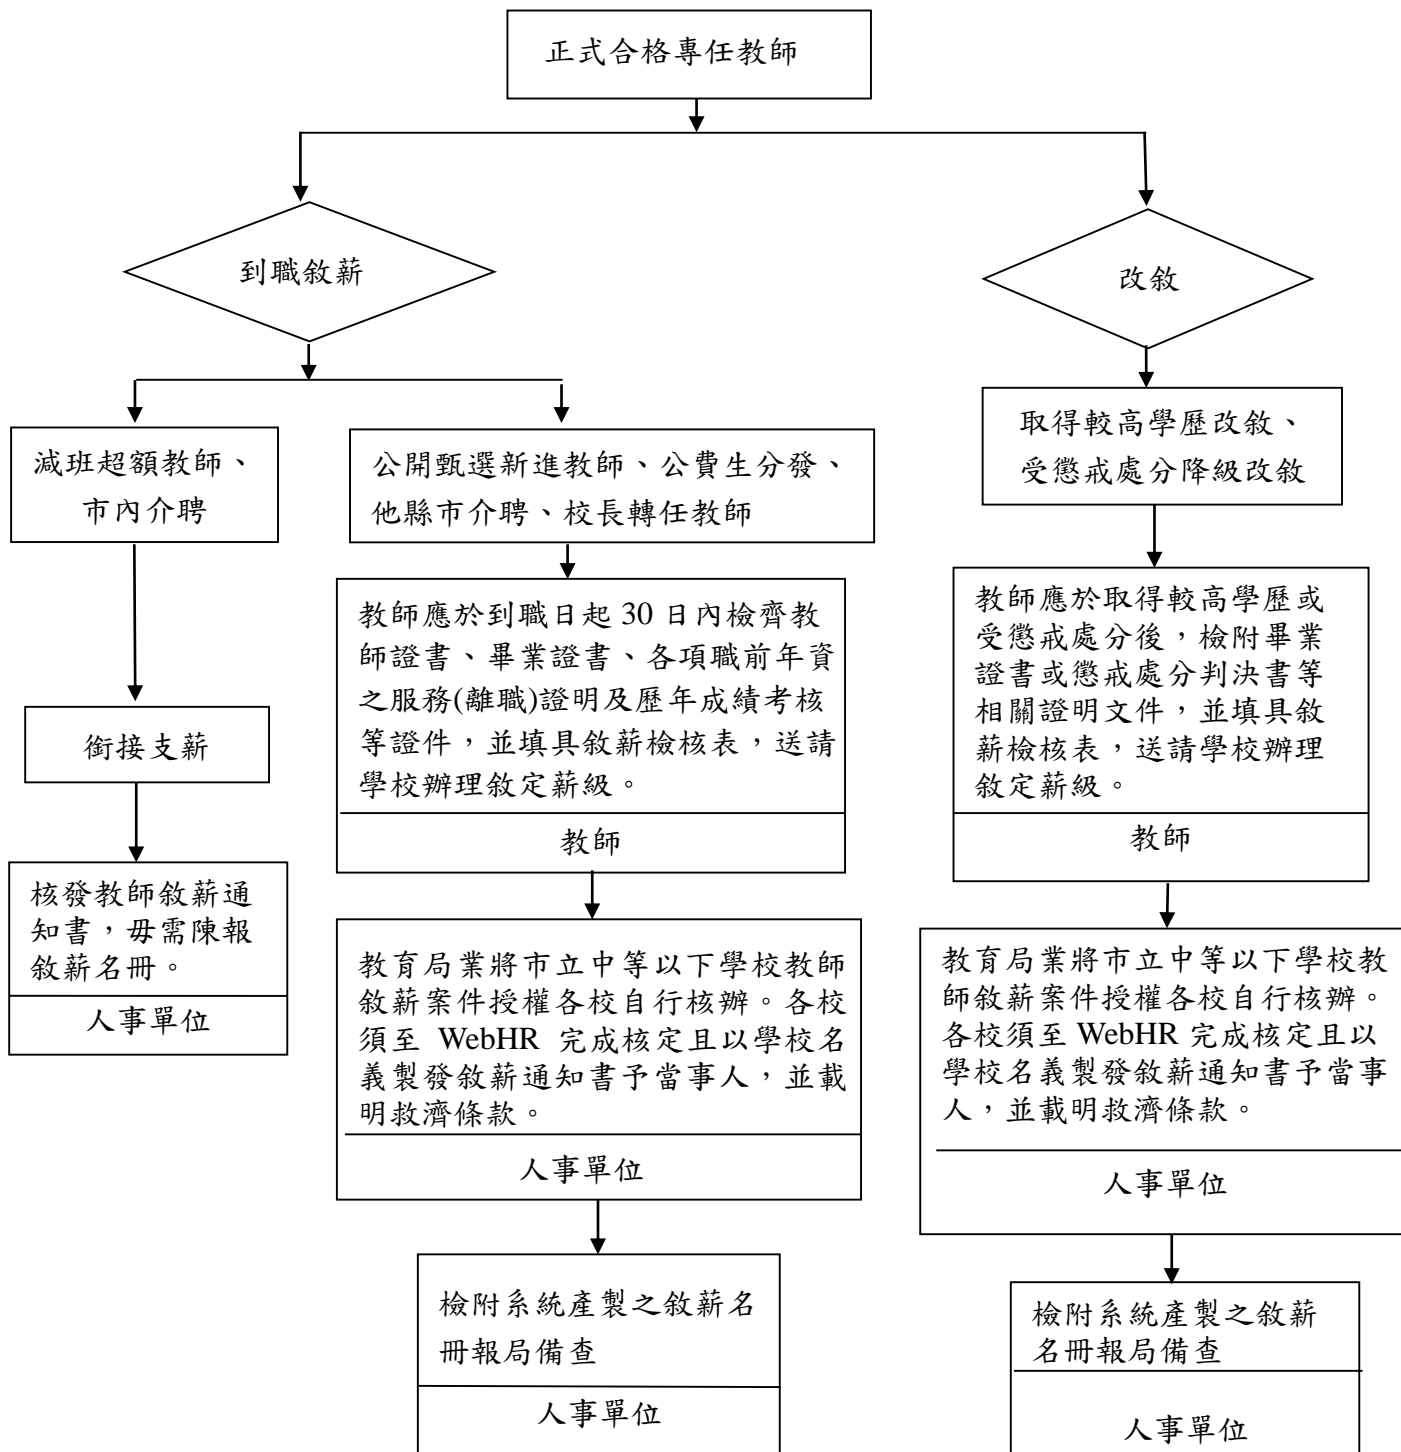 正式合格專任教師
到職敘薪
改敘
減班超額教師、
市內介聘
公開甄選新進教師、公費生分發、
他縣市介聘、校長轉任教師
取得較高學歷改敘、
受懲戒處分降級改敘
教師應於到職日起 30 日內檢齊教
師證書、畢業證書、各項職前年資
之服務(離職)證明及歷年成績考核
等證件，並填具敘薪檢核表，送請
學校辦理敘定薪級。
教師
教師應於取得較高學歷或
受懲戒處分後，檢附畢業
證書或懲戒處分判決書等
相關證明文件，並填具敘
薪檢核表，送請學校辦理
敘定薪級。
教師
銜接支薪
核發教師敘薪通
知書，毋需陳報
敘薪名冊。
人事單位
教育局業將市立中等以下學校教師
敘薪案件授權各校自行核辦。各校
須至 WebHR 完成核定且以學校名
義製發敘薪通知書予當事人，並載
明救濟條款。
人事單位
教育局業將市立中等以下學校教
師敘薪案件授權各校自行核辦。
各校須至 WebHR 完成核定且以
學校名義製發敘薪通知書予當事
人，並載明救濟條款。
人事單位
檢附系統產製之敘薪名
冊報局備查
人事單位
檢附系統產製之敘薪
名冊報局備查
人事單位